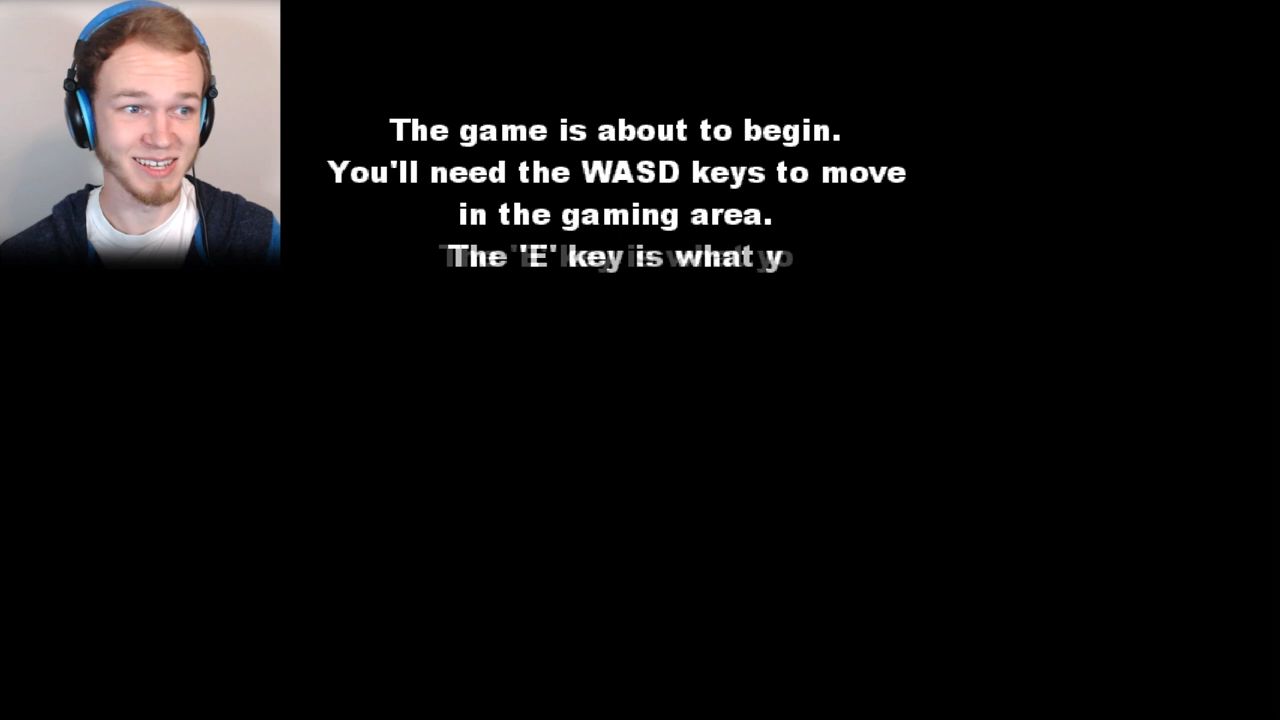 The game is about to begin.
You'll need the WASD keys to move
in the gaming area.
The 'E' key is what y